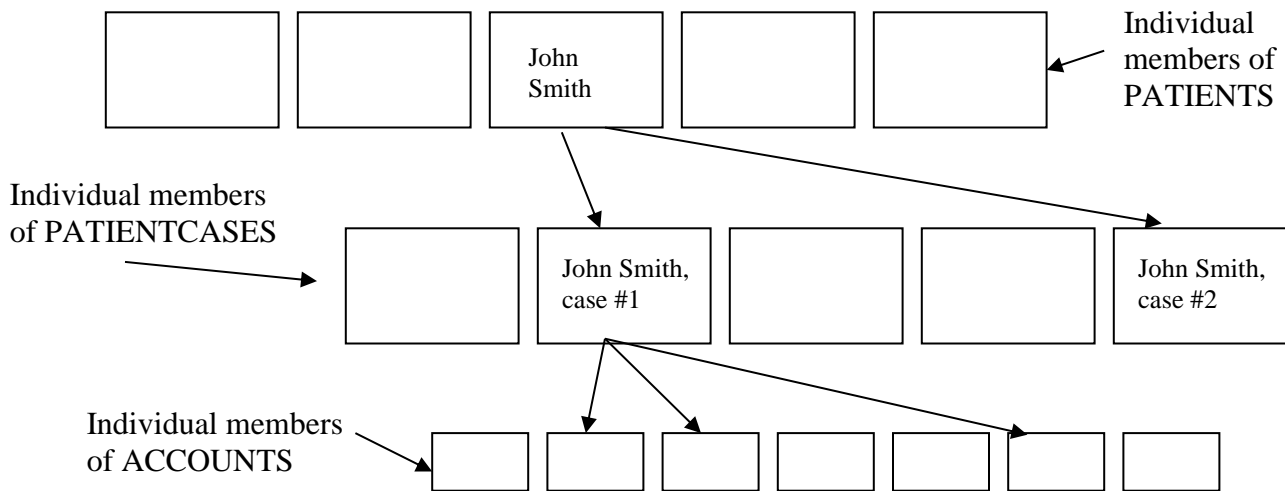 John
Smith
Individual
members of
PATIENTS
Individual members
of PATIENTCASES
John Smith,
case #1
John Smith,
case #2
Individual members
of ACCOUNTS